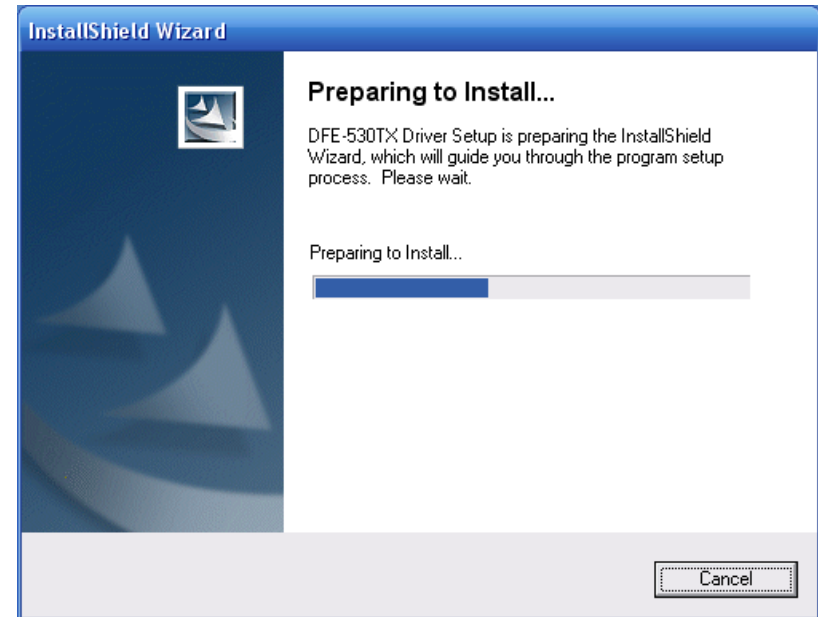 InstallShield Wizard
Preparing to Install...
DFE-530TX Driver Setup is preparing the InstallShield
Wizard, which will guide you through the program setup
process. Please wait.
Preparing to Install...
Cancel